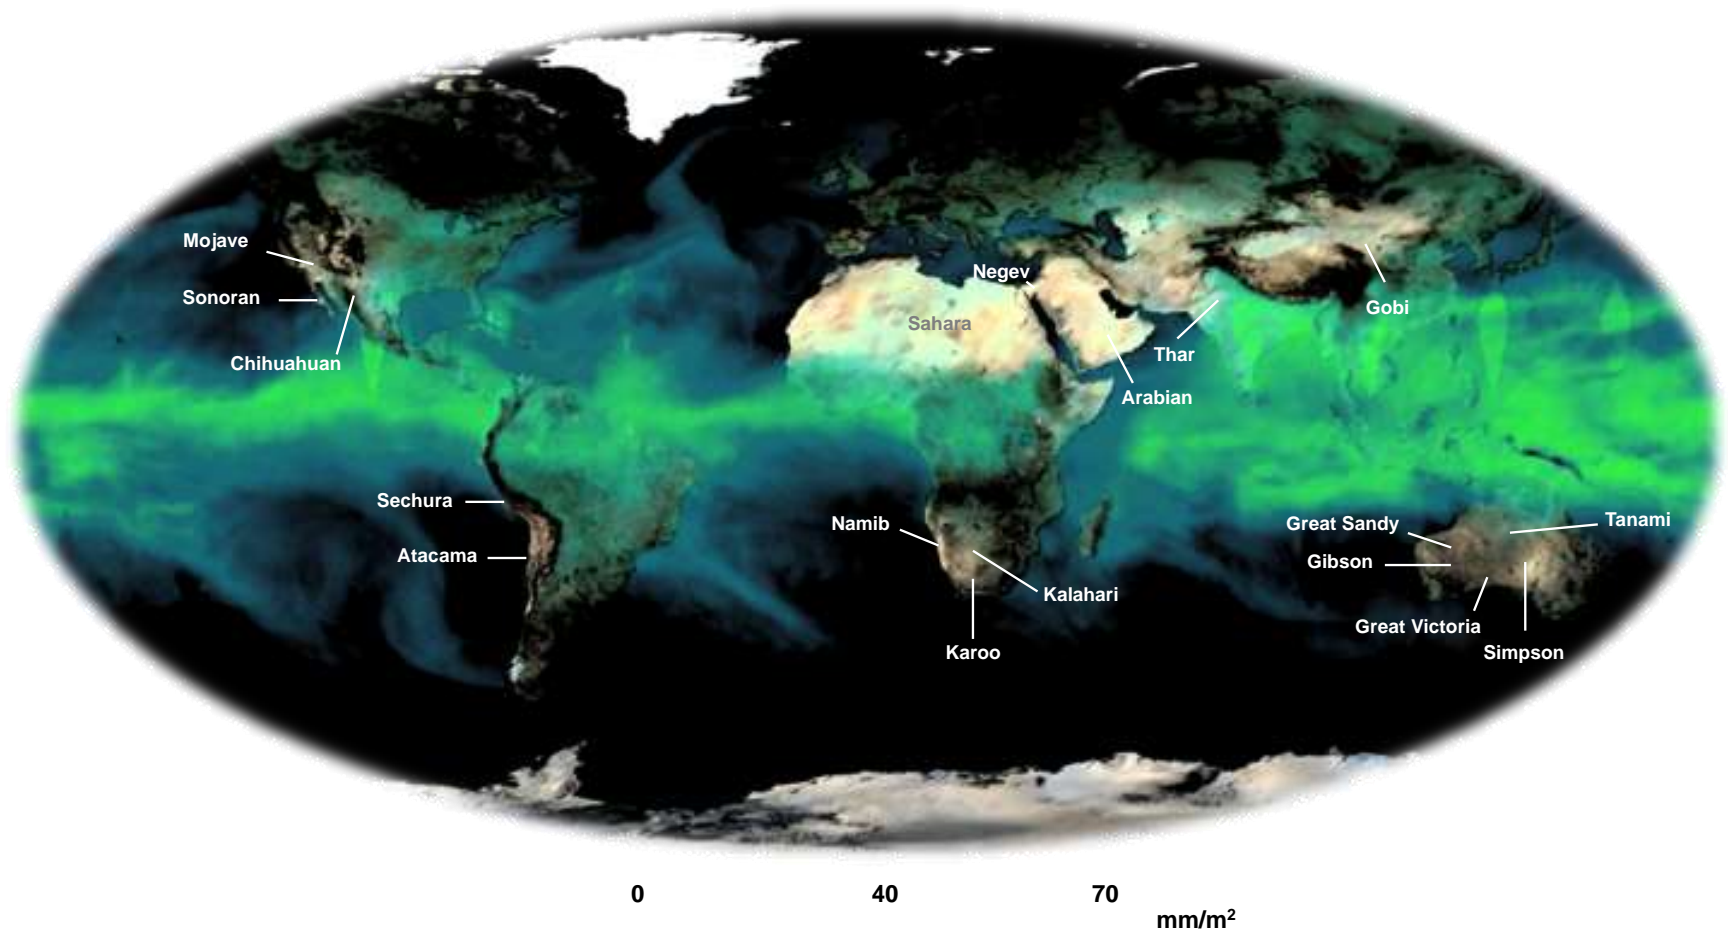 Mojave
Negev
Sonoran
Gobi
Sahara
Thar
Chihuahuan
Arabian
Sechura
Namib
Great Sandy
Tanami
Atacama
Gibson
Kalahari
Great Victoria
Karoo
Simpson
0 40 70
mm/m²